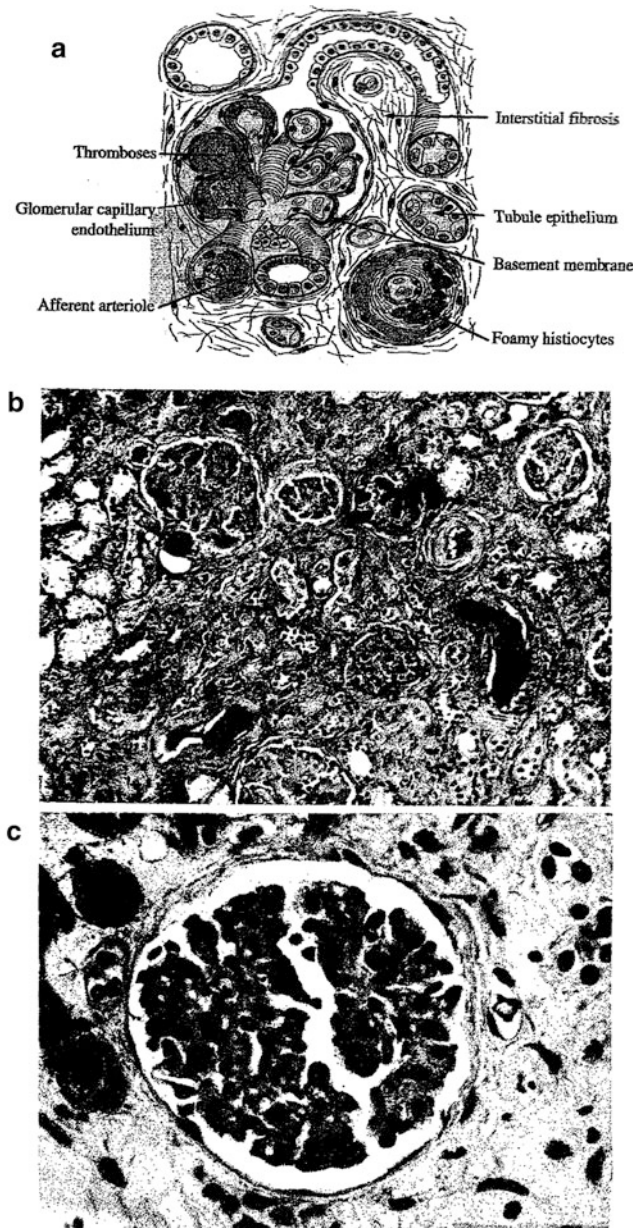 a
Interstitial fibrosis
Thromboses
Glomerular capillary
endothelium
Tubule epithelium
Basement membrane
Afferent arteriole
Foamy histiocytes
b
c